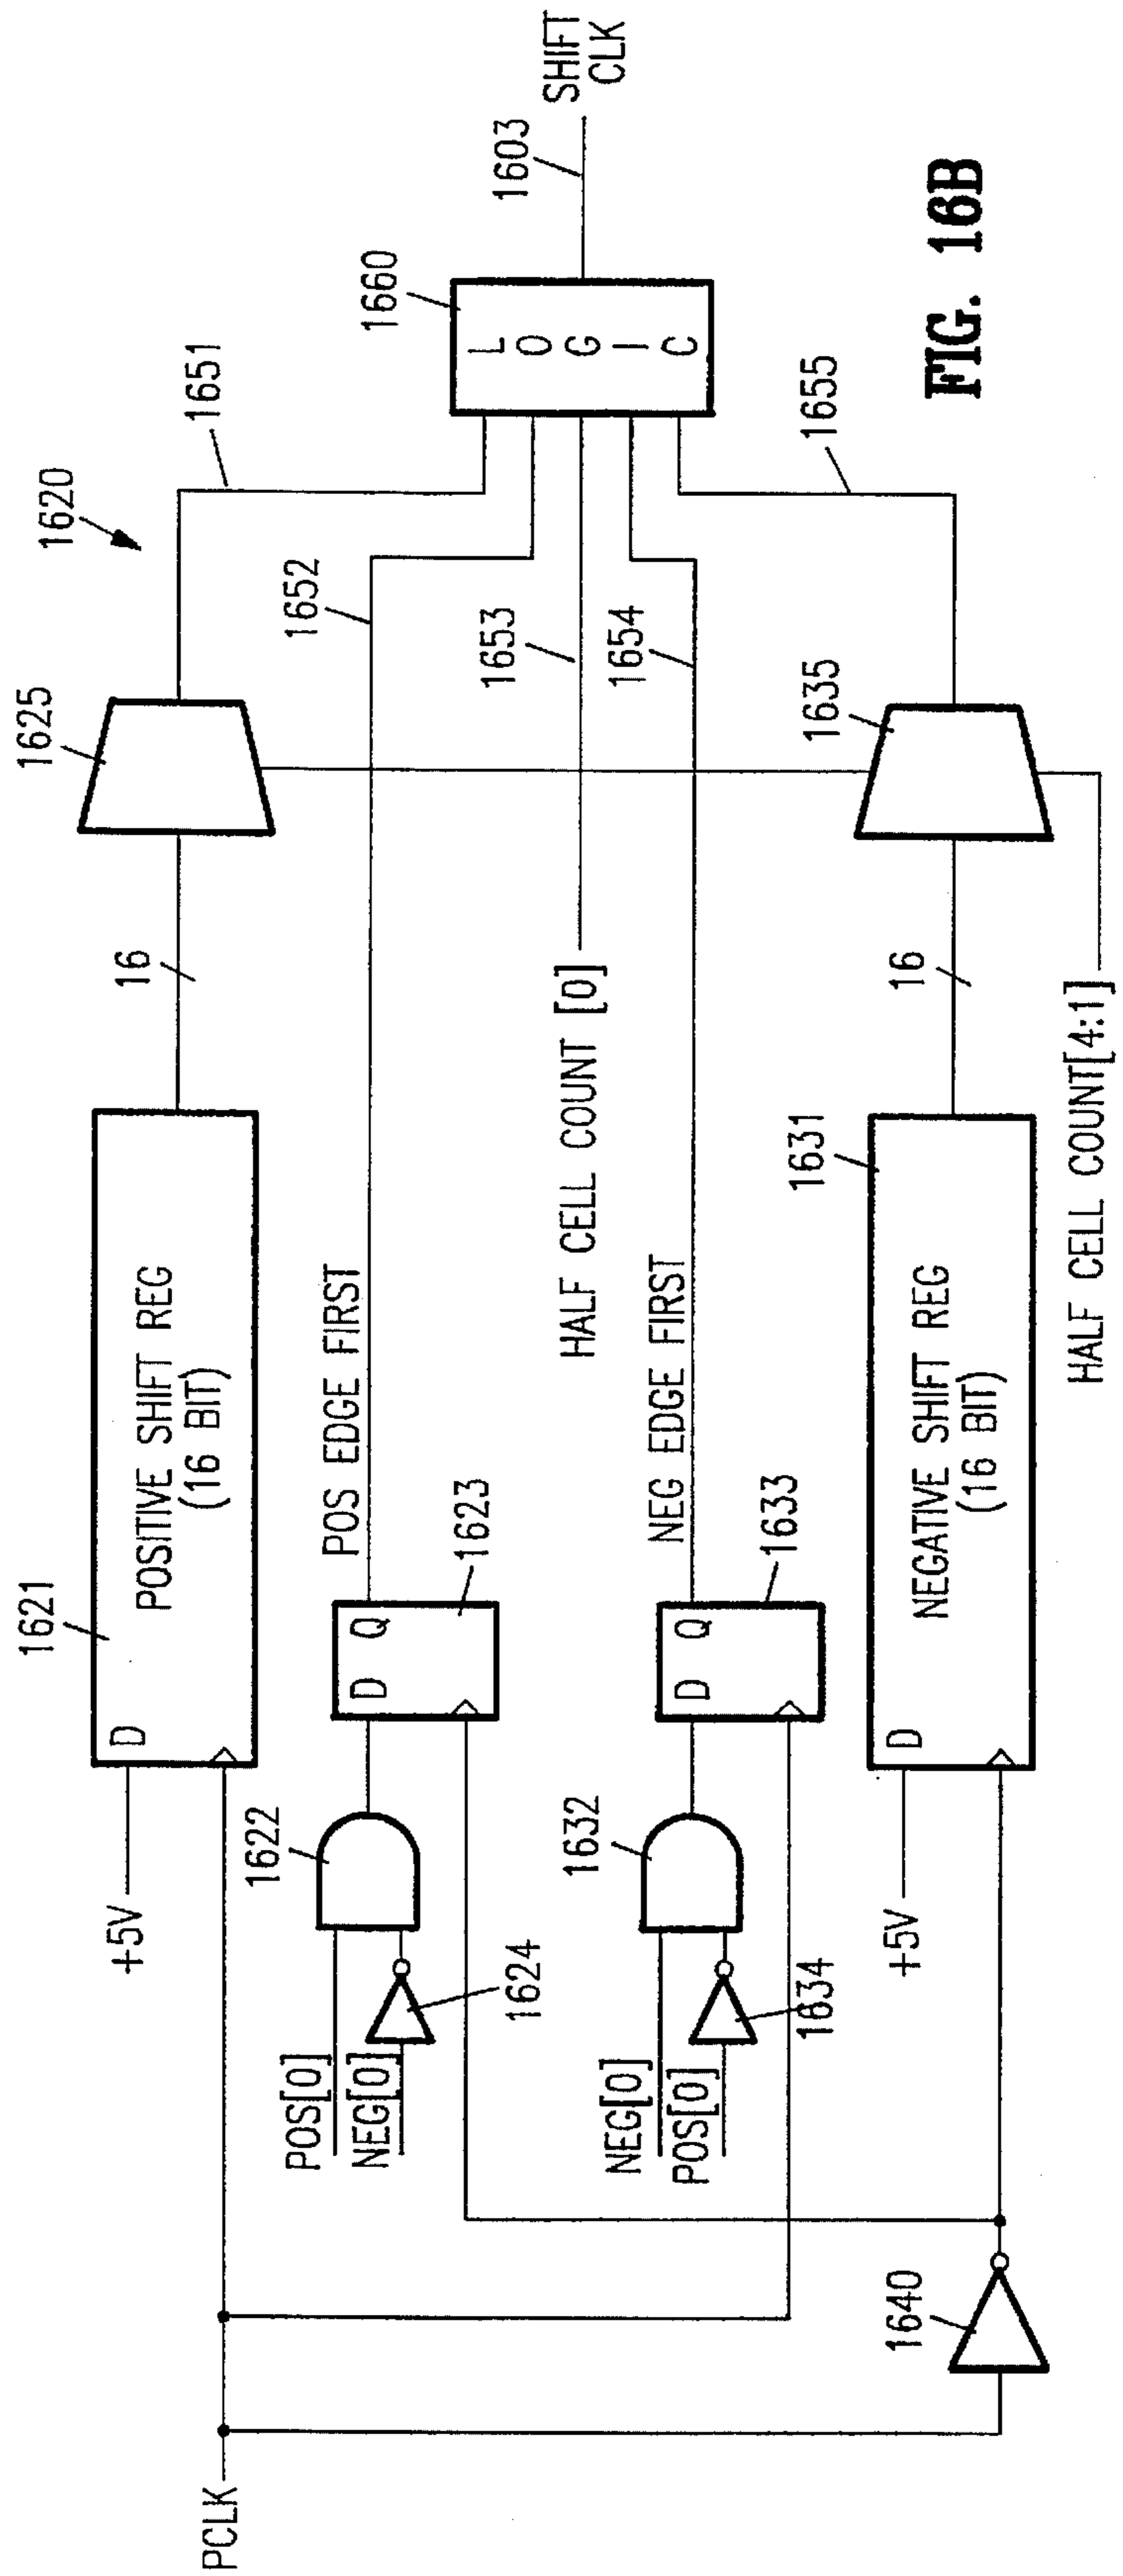 1620
1621
D
POSITIVE SHIFT REG
(16 BIT)
+5V
16
1625
1651
1622
POS[0]
NEG[0]
1624
D Q
1623
POS EDGE FIRST
1652
1660
LOGIC
1603
SHIFT
CLK
HALF CELL COUNT [0]
1653
1632
NEG[0]
POS[0]
1634
D Q
1633
NEG EDGE FIRST
1654
PCLK
1640
+5V
D
NEGATIVE SHIFT REG
(16 BIT)
1631
16
1635
1655
HALF CELL COUNT[4:1]
FIG. 16B